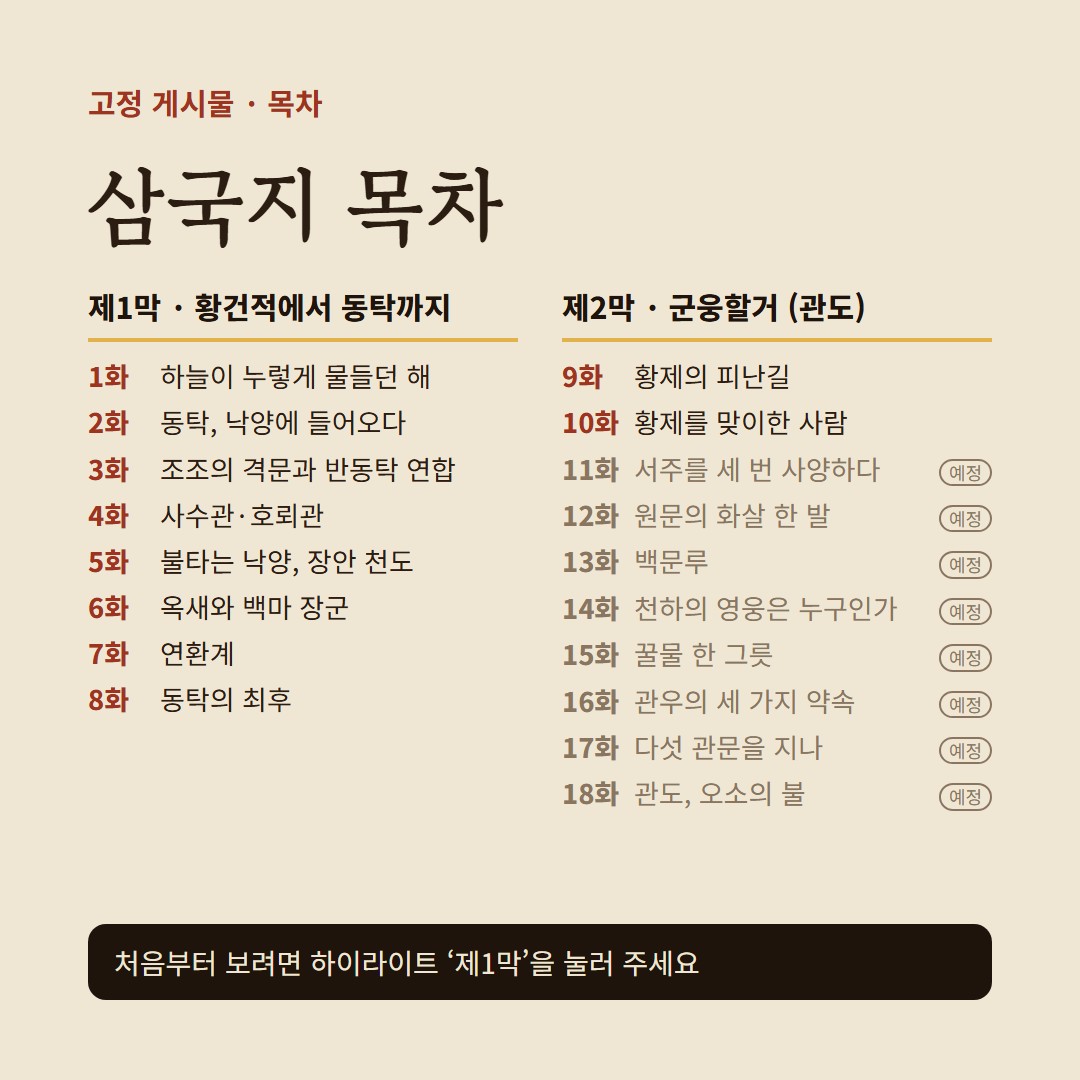 고정 게시물 · 목차
삼국지 목차
제1막 · 황건적에서 동탁까지
1화 하늘이 누렇게 물들던 해
2화 동탁, 낙양에 들어오다
3화 조조의 격문과 반동탁 연합
4화 사수관·호뢰관
5화 불타는 낙양, 장안 천도
6화 옥새와 백마 장군
7화 연환계
8화 동탁의 최후
제2막 · 군웅할거 (관도)
9화 황제의 피난길
10화 황제를 맞이한 사람
11화 서주를 세 번 사양하다 예정
12화 원문의 화살 한 발 예정
13화 백문루 예정
14화 천하의 영웅은 누구인가 예정
15화 꿀물 한 그릇 예정
16화 관우의 세 가지 약속 예정
17화 다섯 관문을 지나 예정
18화 관도, 오소의 불 예정
처음부터 보려면 하이라이트 ‘제1막’을 눌러 주세요